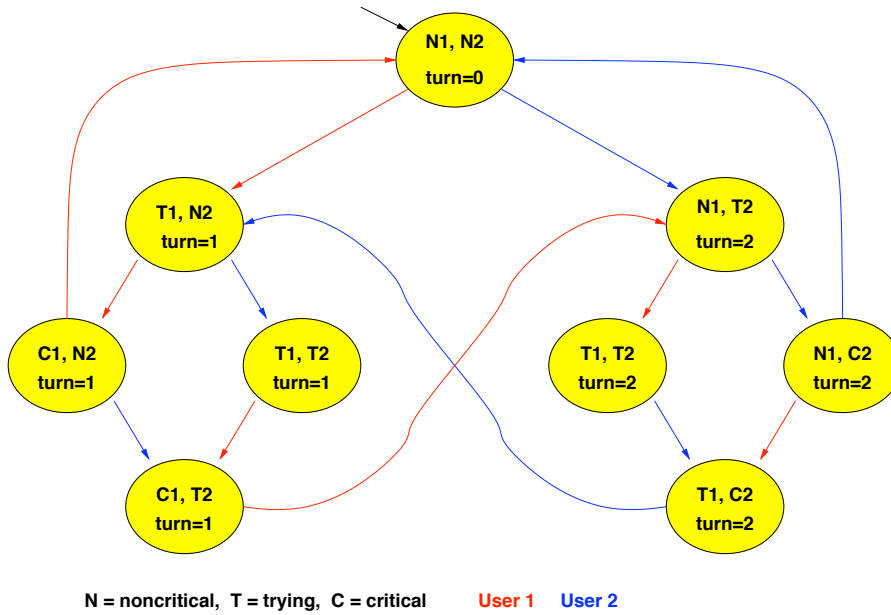 N1, N2
turn=0
T1, N2
turn=1
N1, T2
turn=2
C1, N2
turn=1
T1, T2
turn=1
T1, T2
turn=2
N1, C2
turn=2
C1, T2
turn=1
T1, C2
turn=2
N = noncritical, T = trying, C = critical User 1 User 2